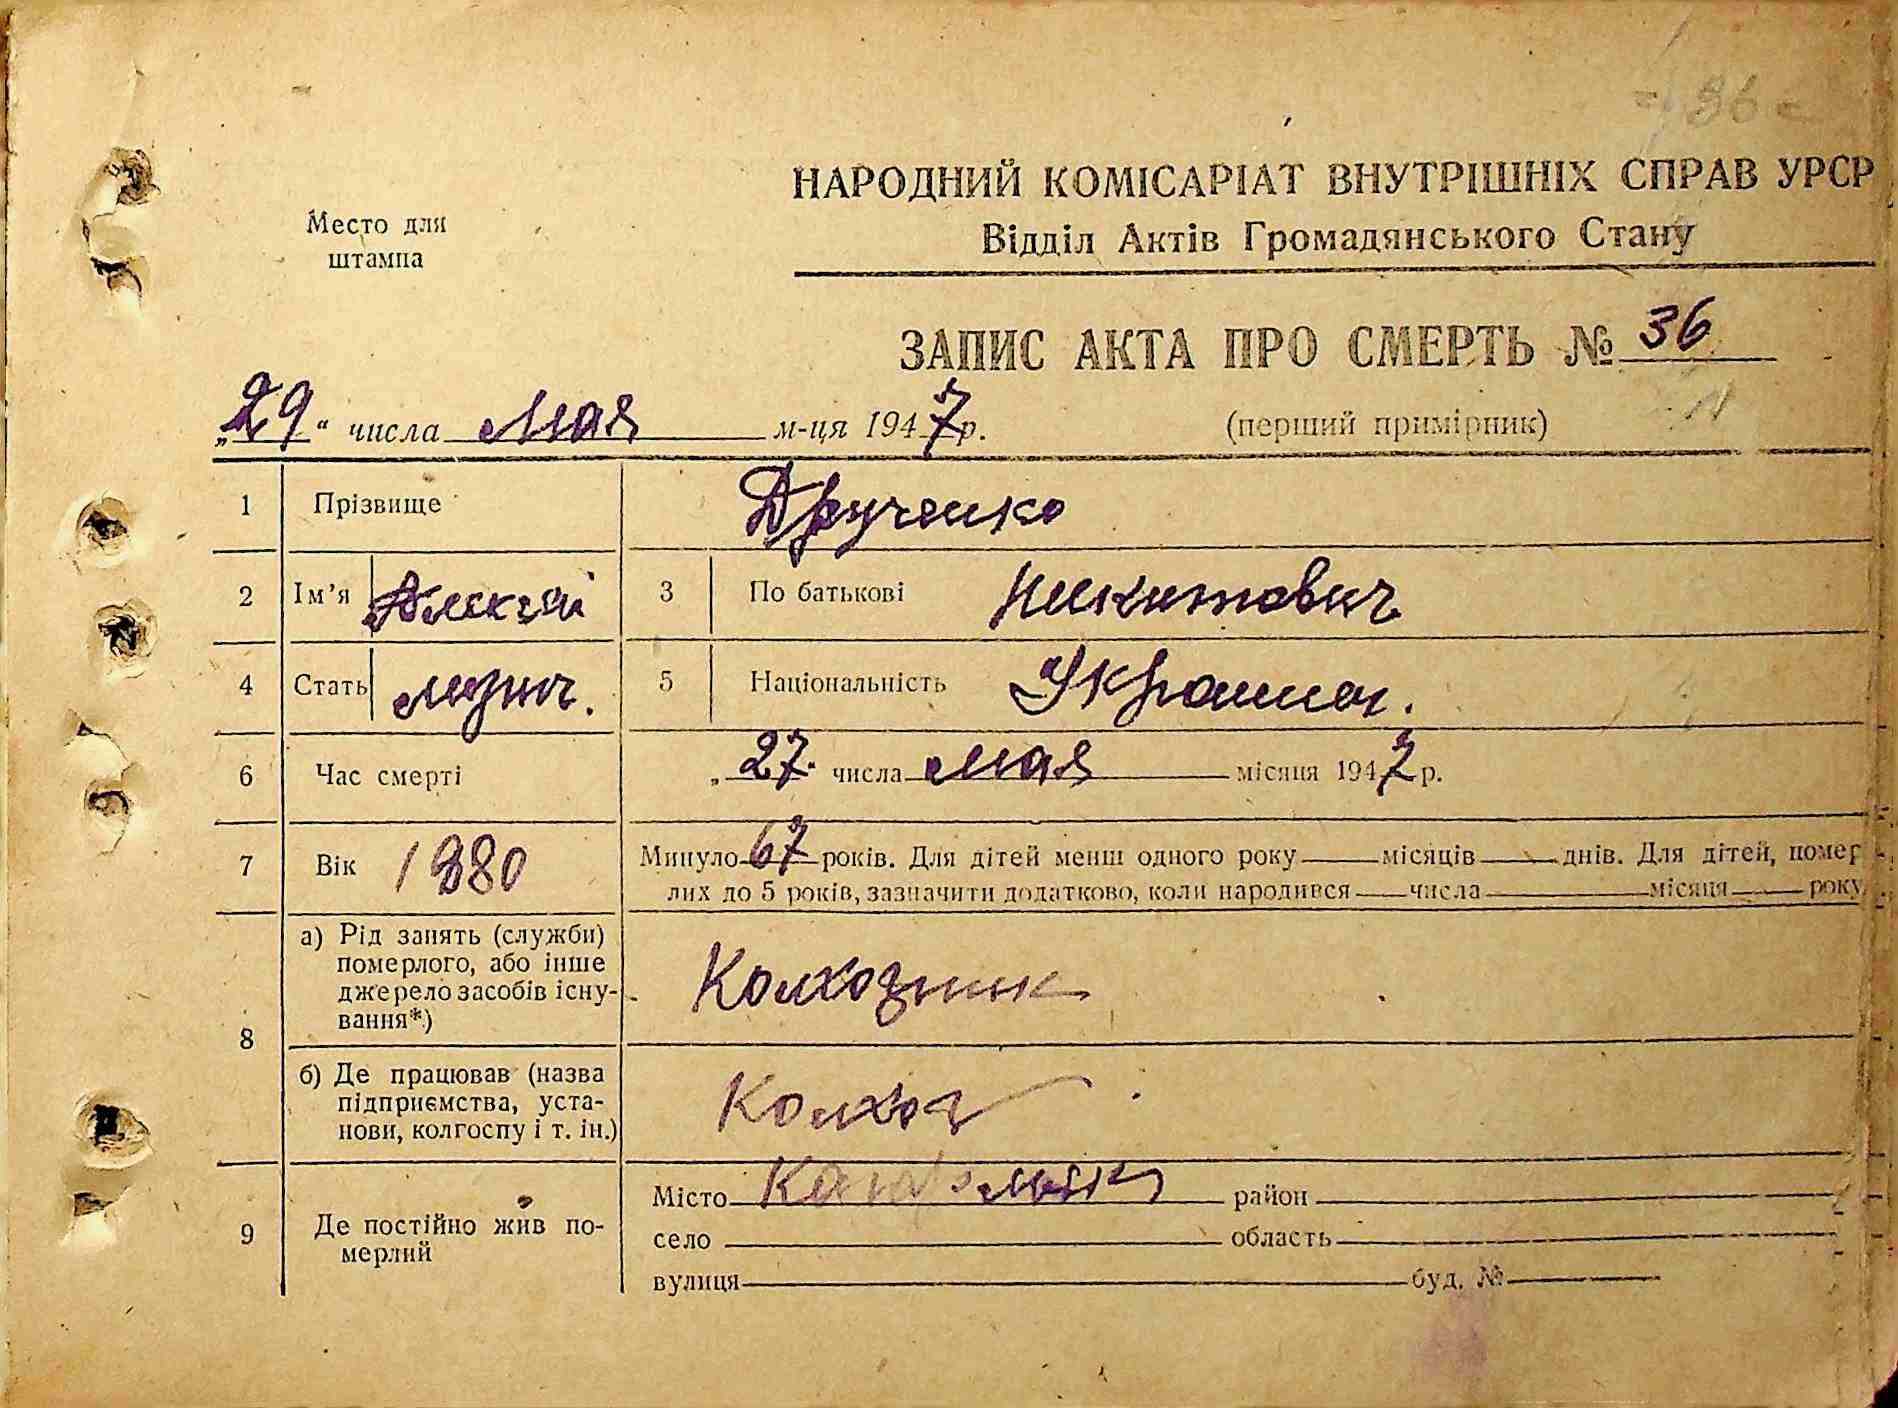 = 36 =
НАРОДНИЙ КОМІСАРІАТ ВНУТРІШНІХ СПРАВ УРСР
Место для
штампа
Відділ Актів Громадянського Стану
ЗАПИС АКТА ПРО СМЕРТЬ № 36
„29“ числа мая м-ця 1947 р. (перший примірник)
1 Прізвище Друченко
2 Ім’я Алексей 3 По батькові Никитович
4 Стать мужч. 5 Національність Украинец.
6 Час смерті „27“ числа мая місяця 1947 р.
7 Вік 1880 Минуло 67 років. Для дітей менш одного року місяців днів. Для дітей, помер
лих до 5 років, зазначити додатково, коли народився числа місяця року
8 а) Рід занять (служби)
померлого, або інше
джерело засобів існу-
вання*) Колхозник
б) Де працював (назва
підприємства, уста-
нови, колгоспу і т. ін.) Колхоз
9 Де постійно жив по-
мерлий
Місто район
село область
вулиця буд. №